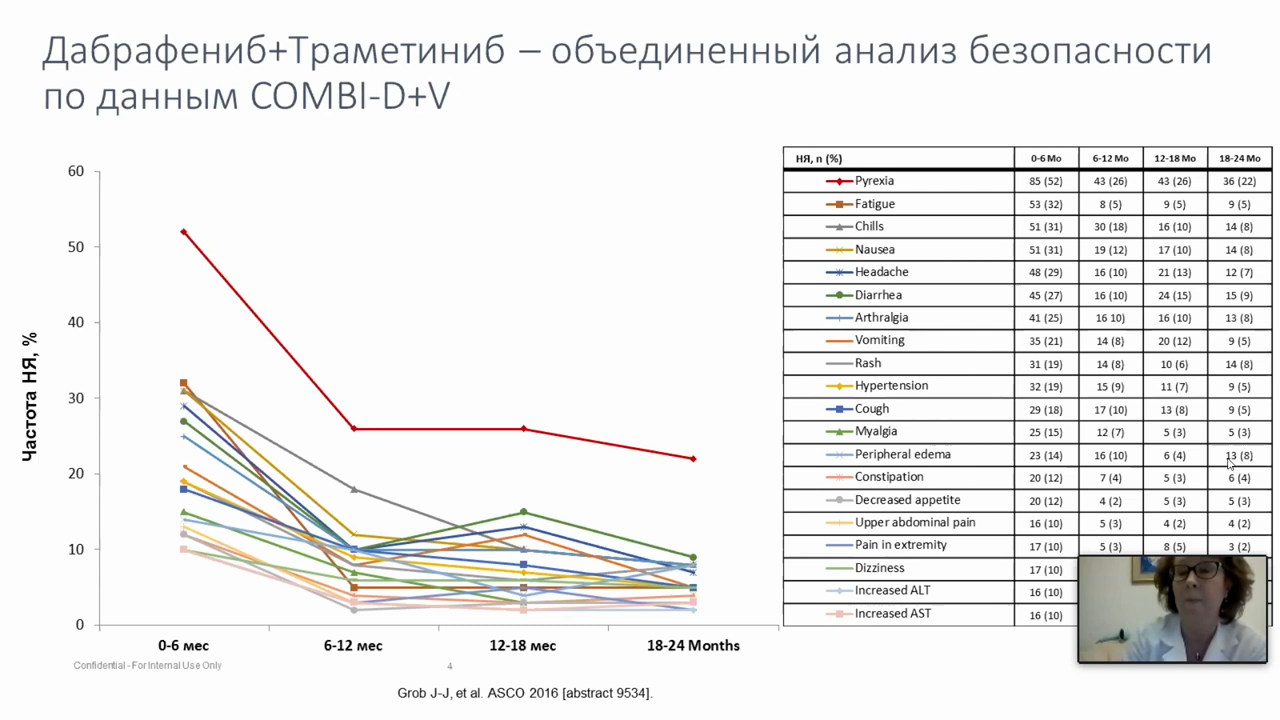 Дабрафениб+Траметиниб – объединенный анализ безопасности
по данным COMBI-D+V
Частота НЯ, %
60
50
40
30
20
10
0
0-6 мес
6-12 мес
12-18 мес
18-24 Months
НЯ, n (%) 0-6 Mo 6-12 Mo 12-18 Mo 18-24 Mo
Pyrexia 85 (52) 43 (26) 43 (26) 36 (22)
Fatigue 53 (32) 8 (5) 9 (5) 9 (5)
Chills 51 (31) 30 (18) 16 (10) 14 (8)
Nausea 51 (31) 19 (12) 17 (10) 14 (8)
Headache 48 (29) 16 (10) 21 (13) 12 (7)
Diarrhea 45 (27) 16 (10) 24 (15) 15 (9)
Arthralgia 41 (25) 16 10) 16 (10) 13 (8)
Vomiting 35 (21) 14 (8) 20 (12) 9 (5)
Rash 31 (19) 14 (8) 10 (6) 14 (8)
Hypertension 32 (19) 15 (9) 11 (7) 9 (5)
Cough 29 (18) 17 (10) 13 (8) 9 (5)
Myalgia 25 (15) 12 (7) 5 (3) 5 (3)
Peripheral edema 23 (14) 16 (10) 6 (4) 13 (8)
Constipation 20 (12) 7 (4) 5 (3) 6 (4)
Decreased appetite 20 (12) 4 (2) 5 (3) 5 (3)
Upper abdominal pain 16 (10) 5 (3) 4 (2) 4 (2)
Pain in extremity 17 (10) 5 (3) 8 (5) 3 (2)
Dizziness 17 (10)
Increased ALT 16 (10)
Increased AST 16 (10)
Confidential - For Internal Use Only
4
Grob J-J, et al. ASCO 2016 [abstract 9534].